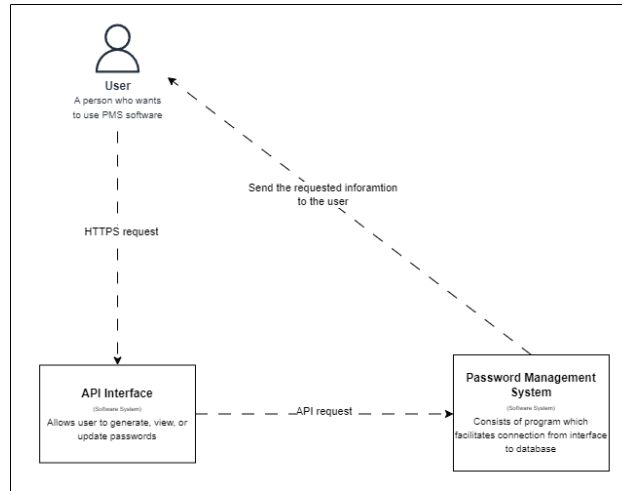 User
A person who wants
to use PMS software
Send the requested inforamtion
to the user
HTTPS request
API Interface
(Software System)
Allows user to generate, view, or
update passwords
API request
Password Management
System
(Software System)
Consists of program which
facilitates connection from interface
to database